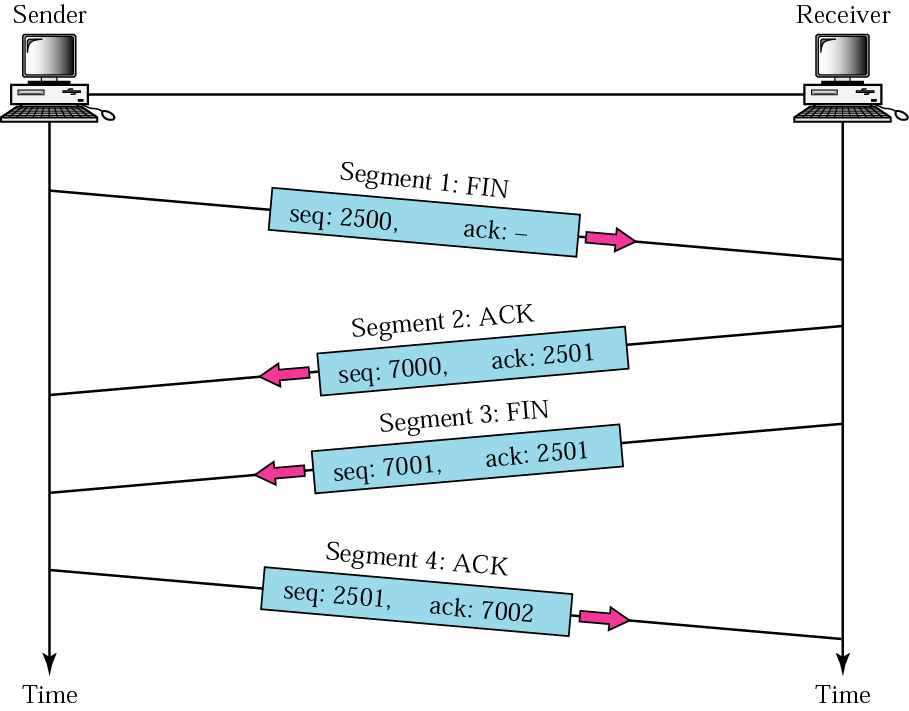 Sender
Receiver
Segment 1: FIN
seq: 2500, ack: –
Segment 2: ACK
seq: 7000, ack: 2501
Segment 3: FIN
seq: 7001, ack: 2501
Segment 4: ACK
seq: 2501, ack: 7002
Time
Time